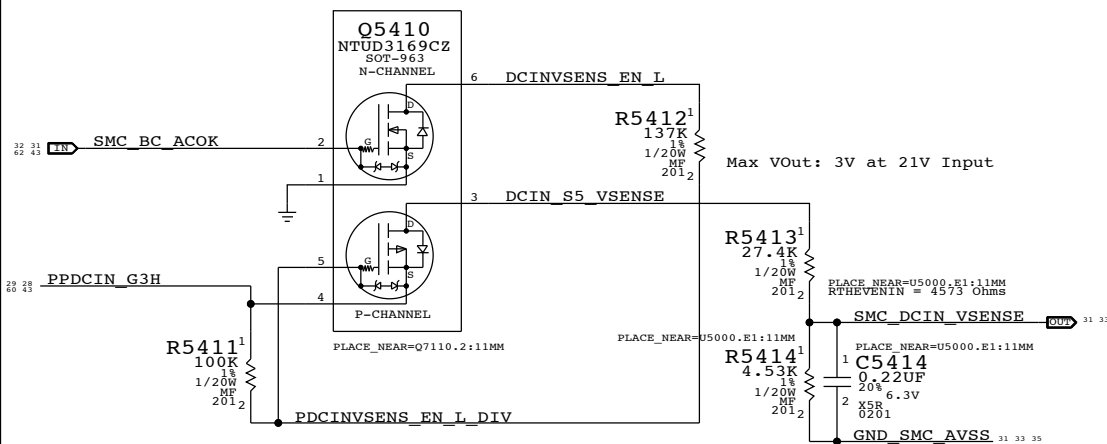 Q5410
NTUD3169CZ
SOT-963
N-CHANNEL
6 DCINVSENS_EN_L
D
G
S
32 31
62 43
IN
SMC_BC_ACOK 2
1
R5412 1
137K
1%
1/20W
MF
201 2
Max VOut: 3V at 21V Input
3 DCIN_S5_VSENSE
D
G
S
5
29 28
60 43
PPDCIN_G3H
4
P-CHANNEL
PLACE_NEAR=Q7110.2:11MM
R5411 1
100K
1%
1/20W
MF
201 2
PDCINVSENS_EN_L_DIV
R5413 1
27.4K
1%
1/20W
MF
201 2
PLACE_NEAR=U5000.E1:11MM
RTHEVENIN = 4573 Ohms
SMC_DCIN_VSENSE
OUT
31 33
PLACE_NEAR=U5000.E1:11MM
R5414 1
4.53K
1%
1/20W
MF
201 2
PLACE_NEAR=U5000.E1:11MM
1 C5414
0.22UF
20%
6.3V
2 X5R
0201
GND_SMC_AVSS 31 33 35